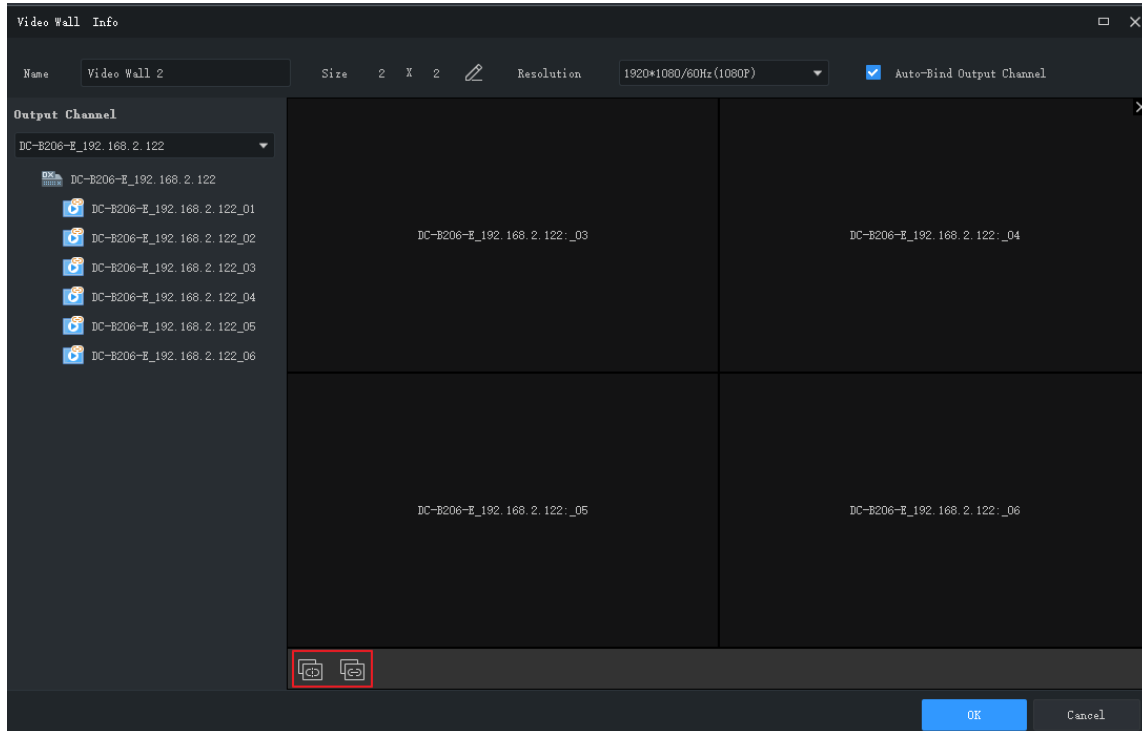 Video Wall Info
Name Video Wall 2 Size 2 X 2 Resolution 1920*1080/60Hz(1080P) Auto-Bind Output Channel
Output Channel
DC-B206-E_192.168.2.122
DC-B206-E_192.168.2.122
DC-B206-E_192.168.2.122_01
DC-B206-E_192.168.2.122_02
DC-B206-E_192.168.2.122_03
DC-B206-E_192.168.2.122_04
DC-B206-E_192.168.2.122_05
DC-B206-E_192.168.2.122_06
DC-B206-E_192.168.2.122:_03 DC-B206-E_192.168.2.122:_04
DC-B206-E_192.168.2.122:_05 DC-B206-E_192.168.2.122:_06
OK Cancel